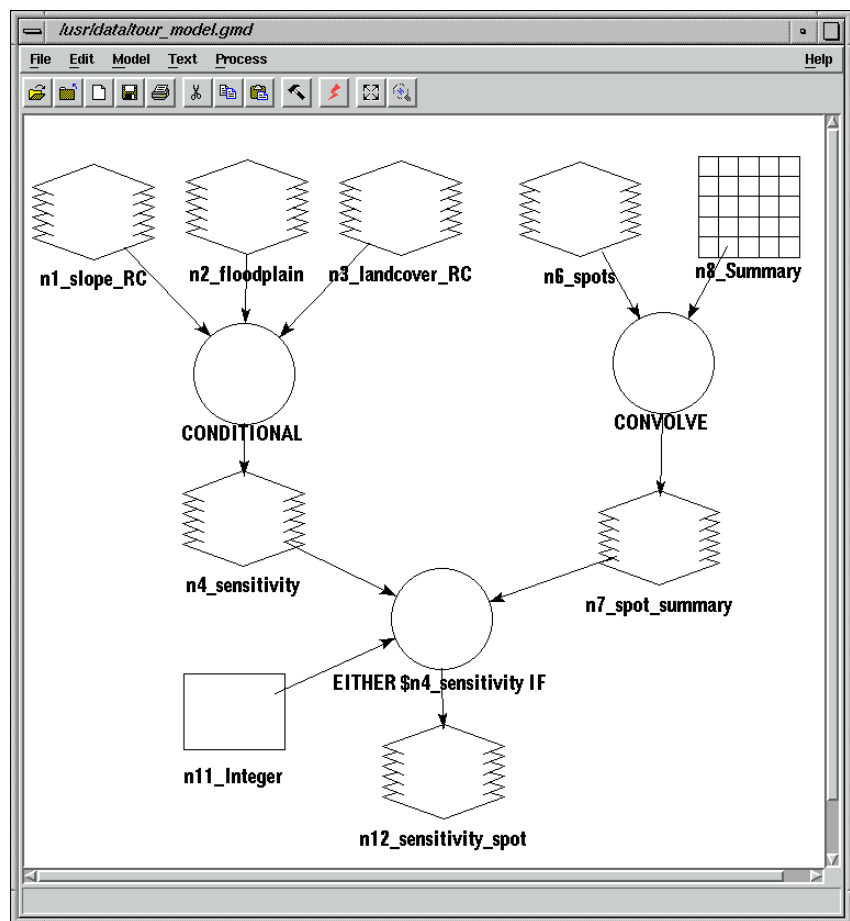 /usr/data/tour_model.gmd
File Edit Model Text Process Help
n1_slope_RC
n2_floodplain
n3_landcover_RC
n6_spots
n8_Summary
CONDITIONAL
CONVOLVE
n4_sensitivity
n7_spot_summary
EITHER $n4_sensitivity IF
n11_Integer
n12_sensitivity_spot